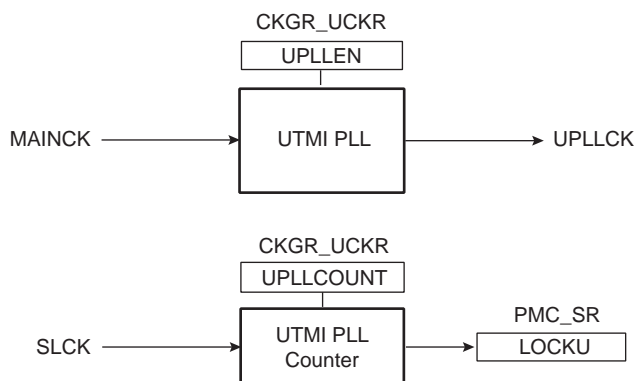 CKGR_UCKR
UPLLEN
MAINCK
UTMI PLL
UPLLCK
CKGR_UCKR
UPLLCOUNT
PMC_SR
SLCK
UTMI PLL
Counter
LOCKU